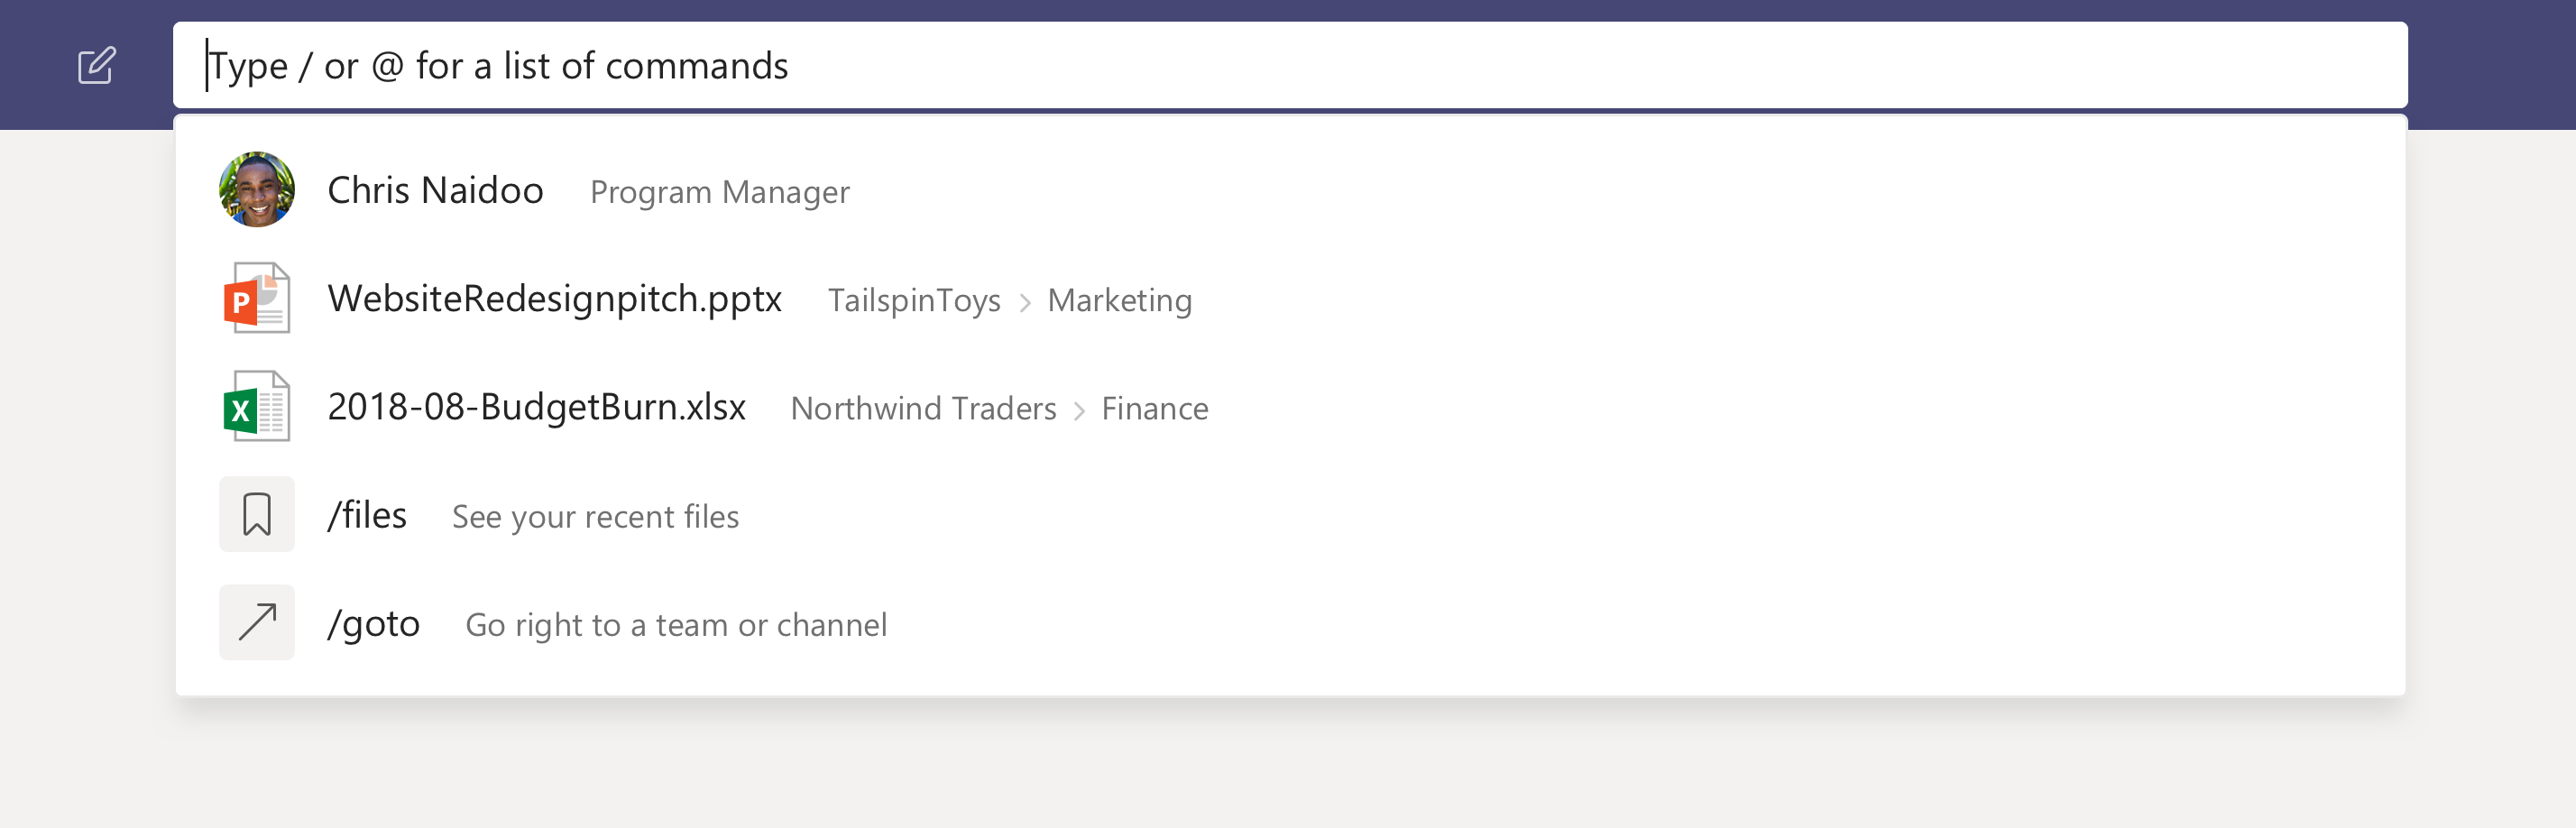 Type / or @ for a list of commands
Chris Naidoo Program Manager
P WebsiteRedesignpitch.pptx TailspinToys > Marketing
X 2018-08-BudgetBurn.xlsx Northwind Traders > Finance
/files See your recent files
/goto Go right to a team or channel